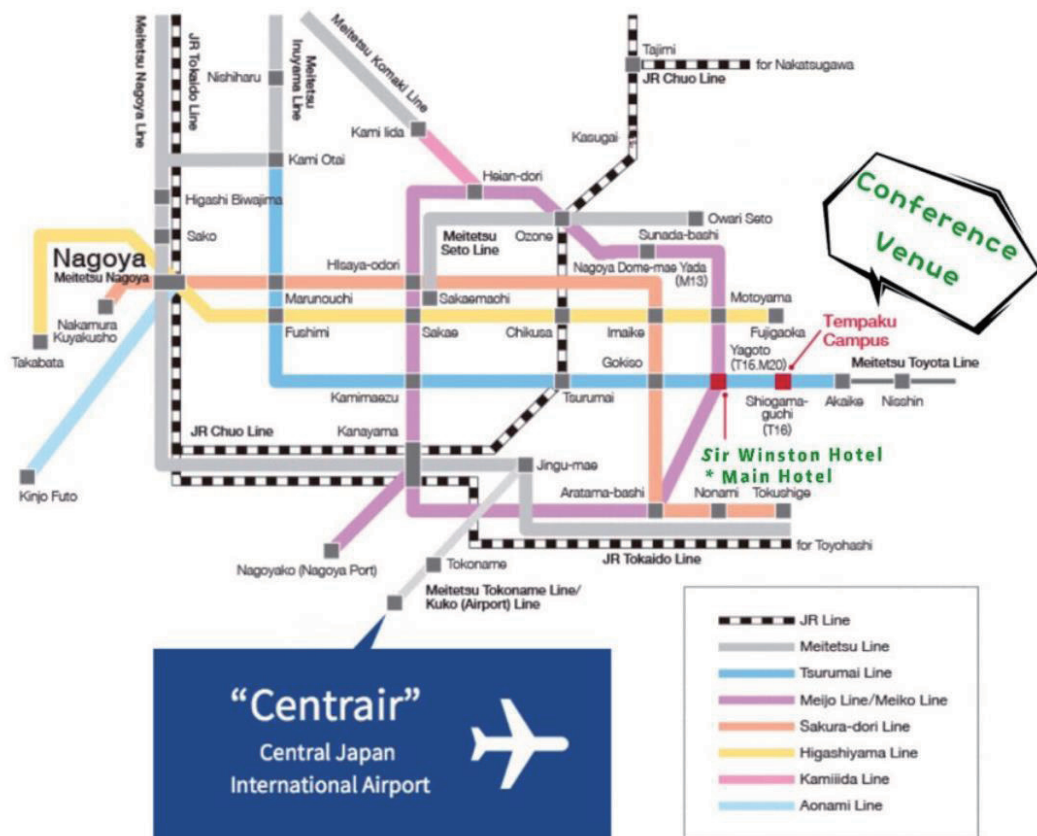 Meitetsu Nagoya Line
JR Tokaido Line
Meitetsu
Inuyama Line
Meitetsu Komaki Line
Tajimi
for Nakatsugawa
JR Chuo Line
Nishiharu
Kasugai
Kami Iida
Kami Otai
Heian-dori
Conference
Venue
Higashi Biwajima
Sako
Owari Seto
Meitetsu
Seto Line
Ozone
Sunada-bashi
Nagoya
Meitetsu Nagoya
HIsaya-odori
Nagoya Dome-mae Yada
(M13)
Marunouchi
Sakaemachi
Motoyama
Nakamura
Kuyakusho
Takabata
Fushimi
Sakae
Chikusa
Imaike
Fujigaoka
Tempaku
Campus
Gokiso
Yagoto
(T16.M20)
Meitetsu Toyota Line
Kamimaezu
Tsurumai
Shiogama-
guchi
(T16)
Akaike
Nisshin
JR Chuo Line
Kanayama
Sir Winston Hotel
* Main Hotel
Kinjo Futo
Jingu-mae
Aratama-bashi
Nonami
Tokushige
Nagoyako (Nagoya Port)
Tokoname
JR Tokaido Line
for Toyohashi
Meitetsu Tokoname Line/
Kuko (Airport) Line
“Centrair”
Central Japan
International Airport
JR Line
Meitetsu Line
Tsurumai Line
Meijo Line/Meiko Line
Sakura-dori Line
Higashiyama Line
Kamiiida Line
Aonami Line